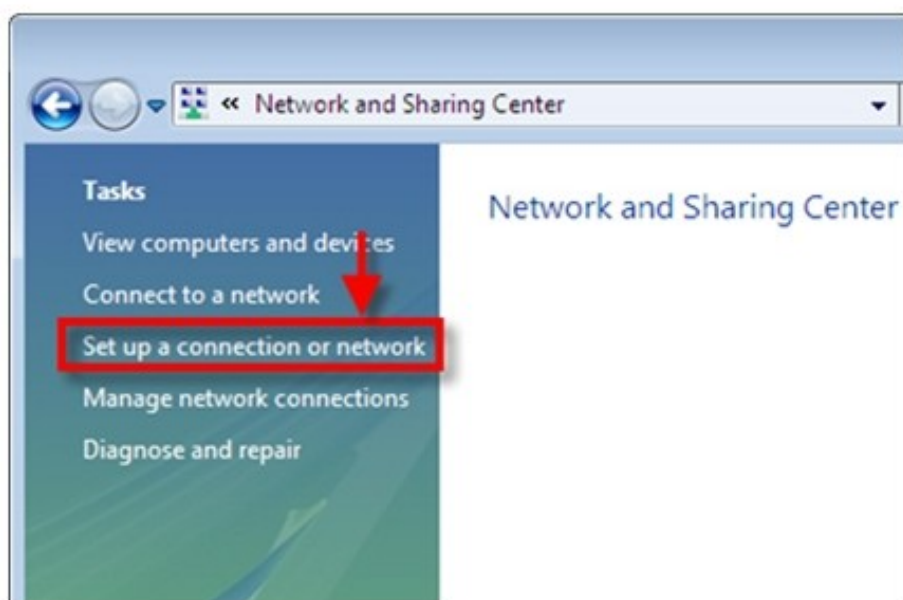 « Network and Sharing Center
Tasks
View computers and devices
Connect to a network
Set up a connection or network
Manage network connections
Diagnose and repair
Network and Sharing Center